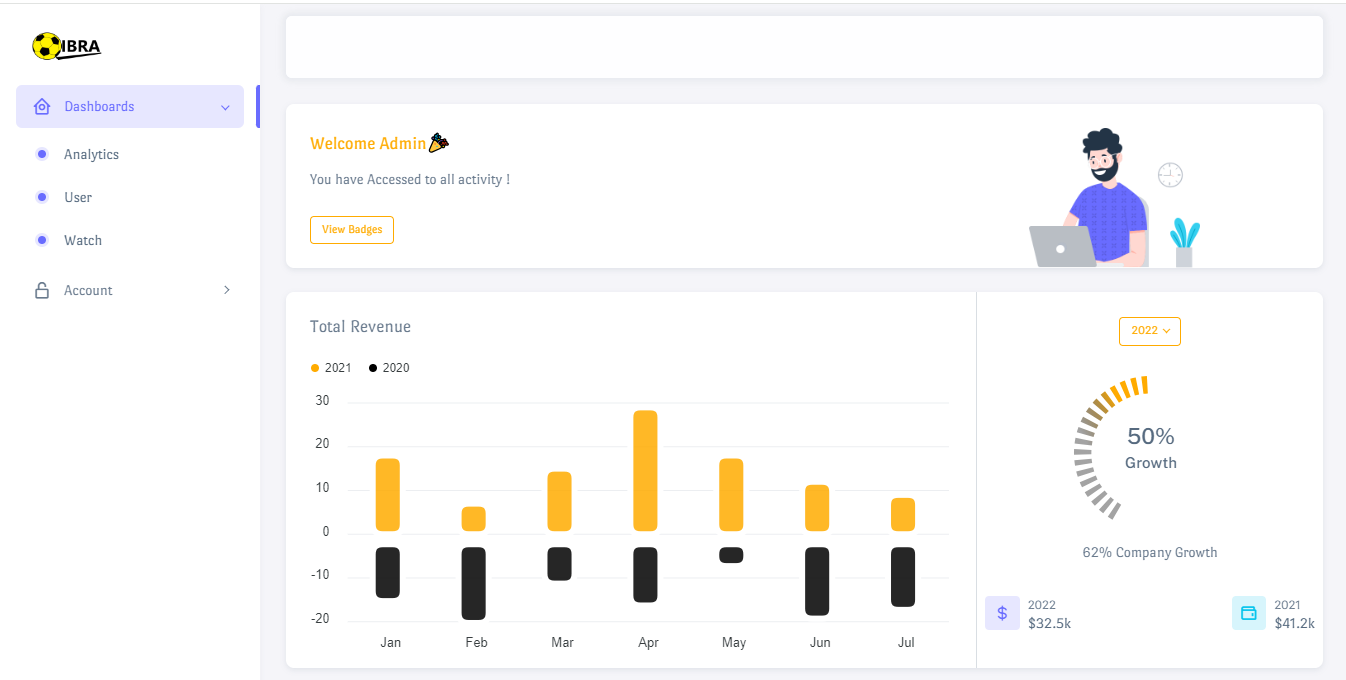 IBRA
Dashboards
Analytics
User
Watch
Account
Welcome Admin
You have Accessed to all activity !
View Badges
Total Revenue
2021 2020
30
20
10
0
-10
-20
Jan Feb Mar Apr May Jun Jul
2022
50%
Growth
62% Company Growth
$
2022
$32.5k
2021
$41.2k